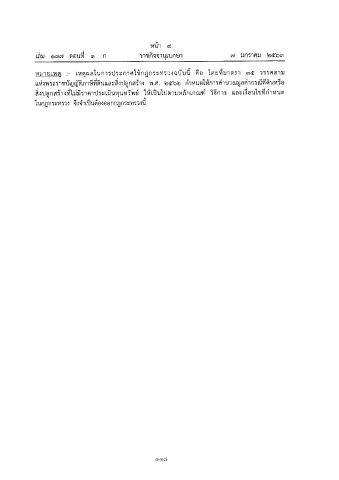 หน้า ๙
เล่ม ๑๓๗ ตอนที่ ๑ ก ราชกิจจานุเบกษา ๗ มกราคม ๒๕๖๓
หมายเหตุ :- เหตุผลในการประกาศใช้กฎกระทรวงฉบับนี้ คือ โดยที่มาตรา ๓๕ วรรคสาม
แห่งพระราชบัญญัติภาษีที่ดินและสิ่งปลูกสร้าง พ.ศ. ๒๕๖๒ กำหนดให้การคำนวณมูลค่ากรณีที่ดินหรือ
สิ่งปลูกสร้างที่ไม่มีราคาประเมินทุนทรัพย์ ให้เป็นไปตามหลักเกณฑ์ วิธีการ และเงื่อนไขที่กำหนด
ในกฎกระทรวง จึงจำเป็นต้องออกกฎกระทรวงนี้
๑๑๘